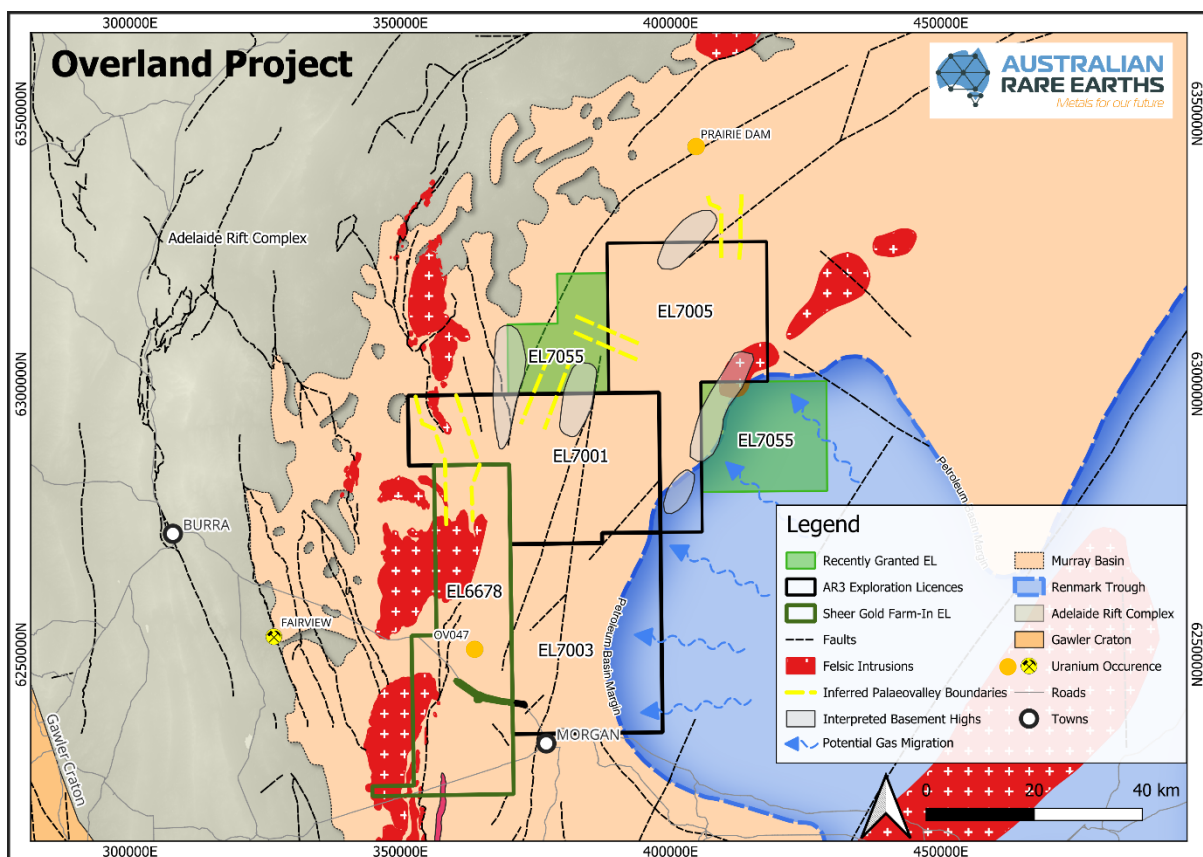 300000E
350000E
400000E
450000E
Overland Project
AUSTRALIAN
RARE EARTHS
Metals for our future
6350000N
6350000N
PRAIRIE DAM
Adelaide Rift Complex
EL7005
EL7055
6300000N
6300000N
EL7001
EL7055
Petroleum Basin Margin
BURRA
EL6678
FAIRVIEW
OV047
EL7003
Petroleum Basin Margin
6250000N
6250000N
MORGAN
Gawler Craton
Legend
Recently Granted EL
AR3 Exploration Licences
Sheer Gold Farm-In EL
Faults
Felsic Intrusions
Inferred Palaeovalley Boundaries
Interpreted Basement Highs
Potential Gas Migration
Murray Basin
Renmark Trough
Adelaide Rift Complex
Gawler Craton
Uranium Occurence
Roads
Towns
0
20
40 km
300000E
350000E
400000E
450000E